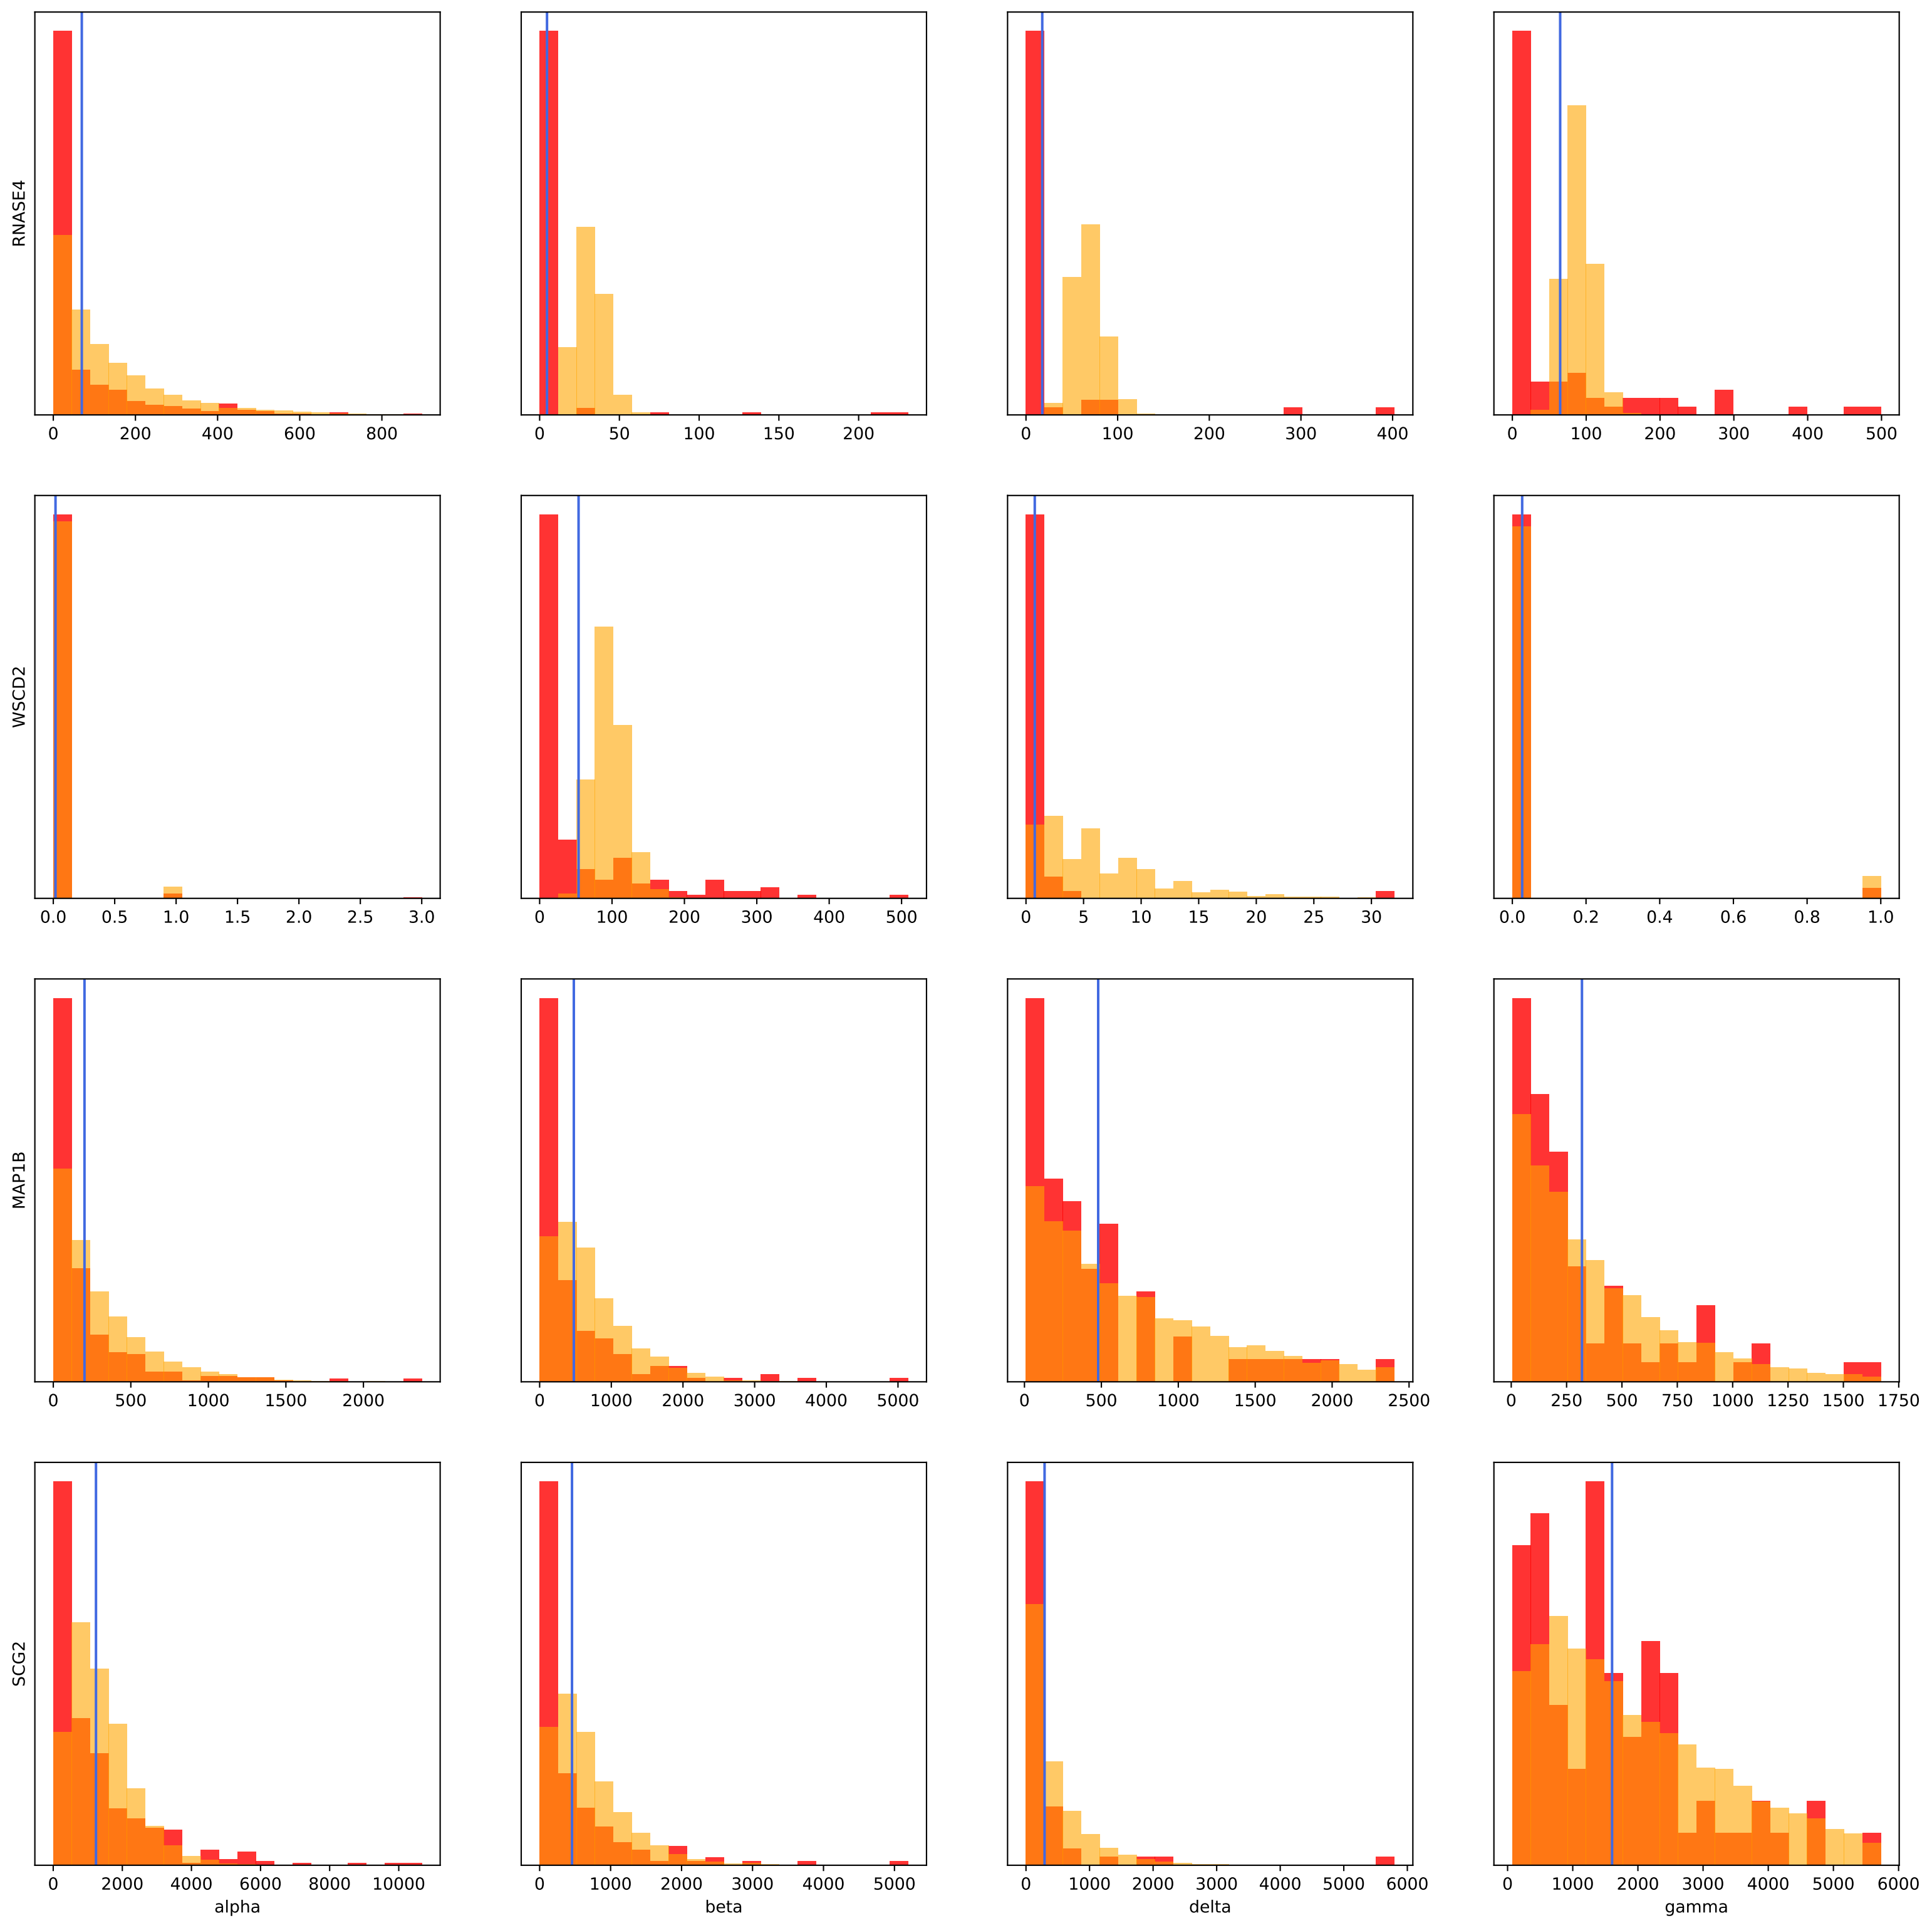 RNASE4
0 200 400 600 800
0 50 100 150 200
0 100 200 300 400
0 100 200 300 400 500
WSCD2
0.0 0.5 1.0 1.5 2.0 2.5 3.0
0 100 200 300 400 500
0 5 10 15 20 25 30
0.0 0.2 0.4 0.6 0.8 1.0
MAP1B
0 500 1000 1500 2000
0 1000 2000 3000 4000 5000
0 500 1000 1500 2000 2500
0 250 500 750 1000 1250 1500 1750
SCG2
0 2000 4000 6000 8000 10000
0 1000 2000 3000 4000 5000
0 1000 2000 3000 4000 5000 6000
0 1000 2000 3000 4000 5000 6000
alpha
beta
delta
gamma